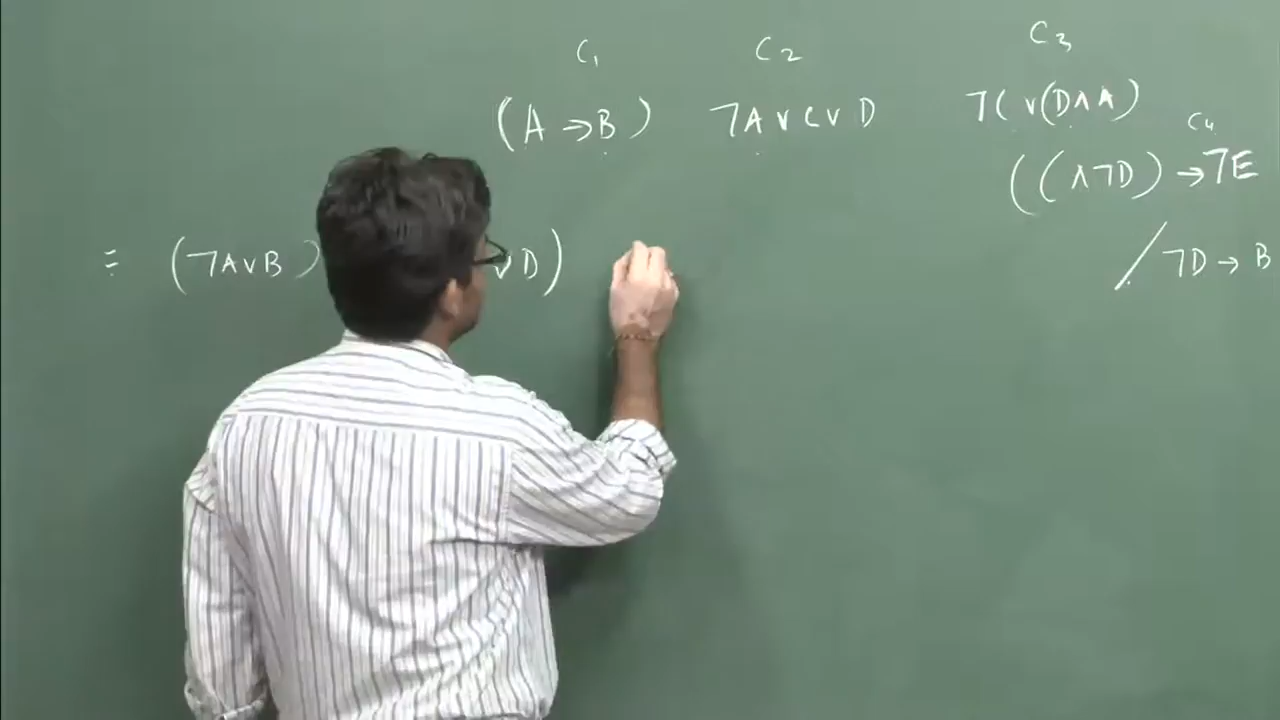 C₁ C₂ C₃
(A → B) ¬A ∨ C ∨ D ¬C ∨ (D ∧ A)
C₄
((∧ ¬D) → ¬E
≡ (¬A ∨ B) ∨ D) / ¬D → B